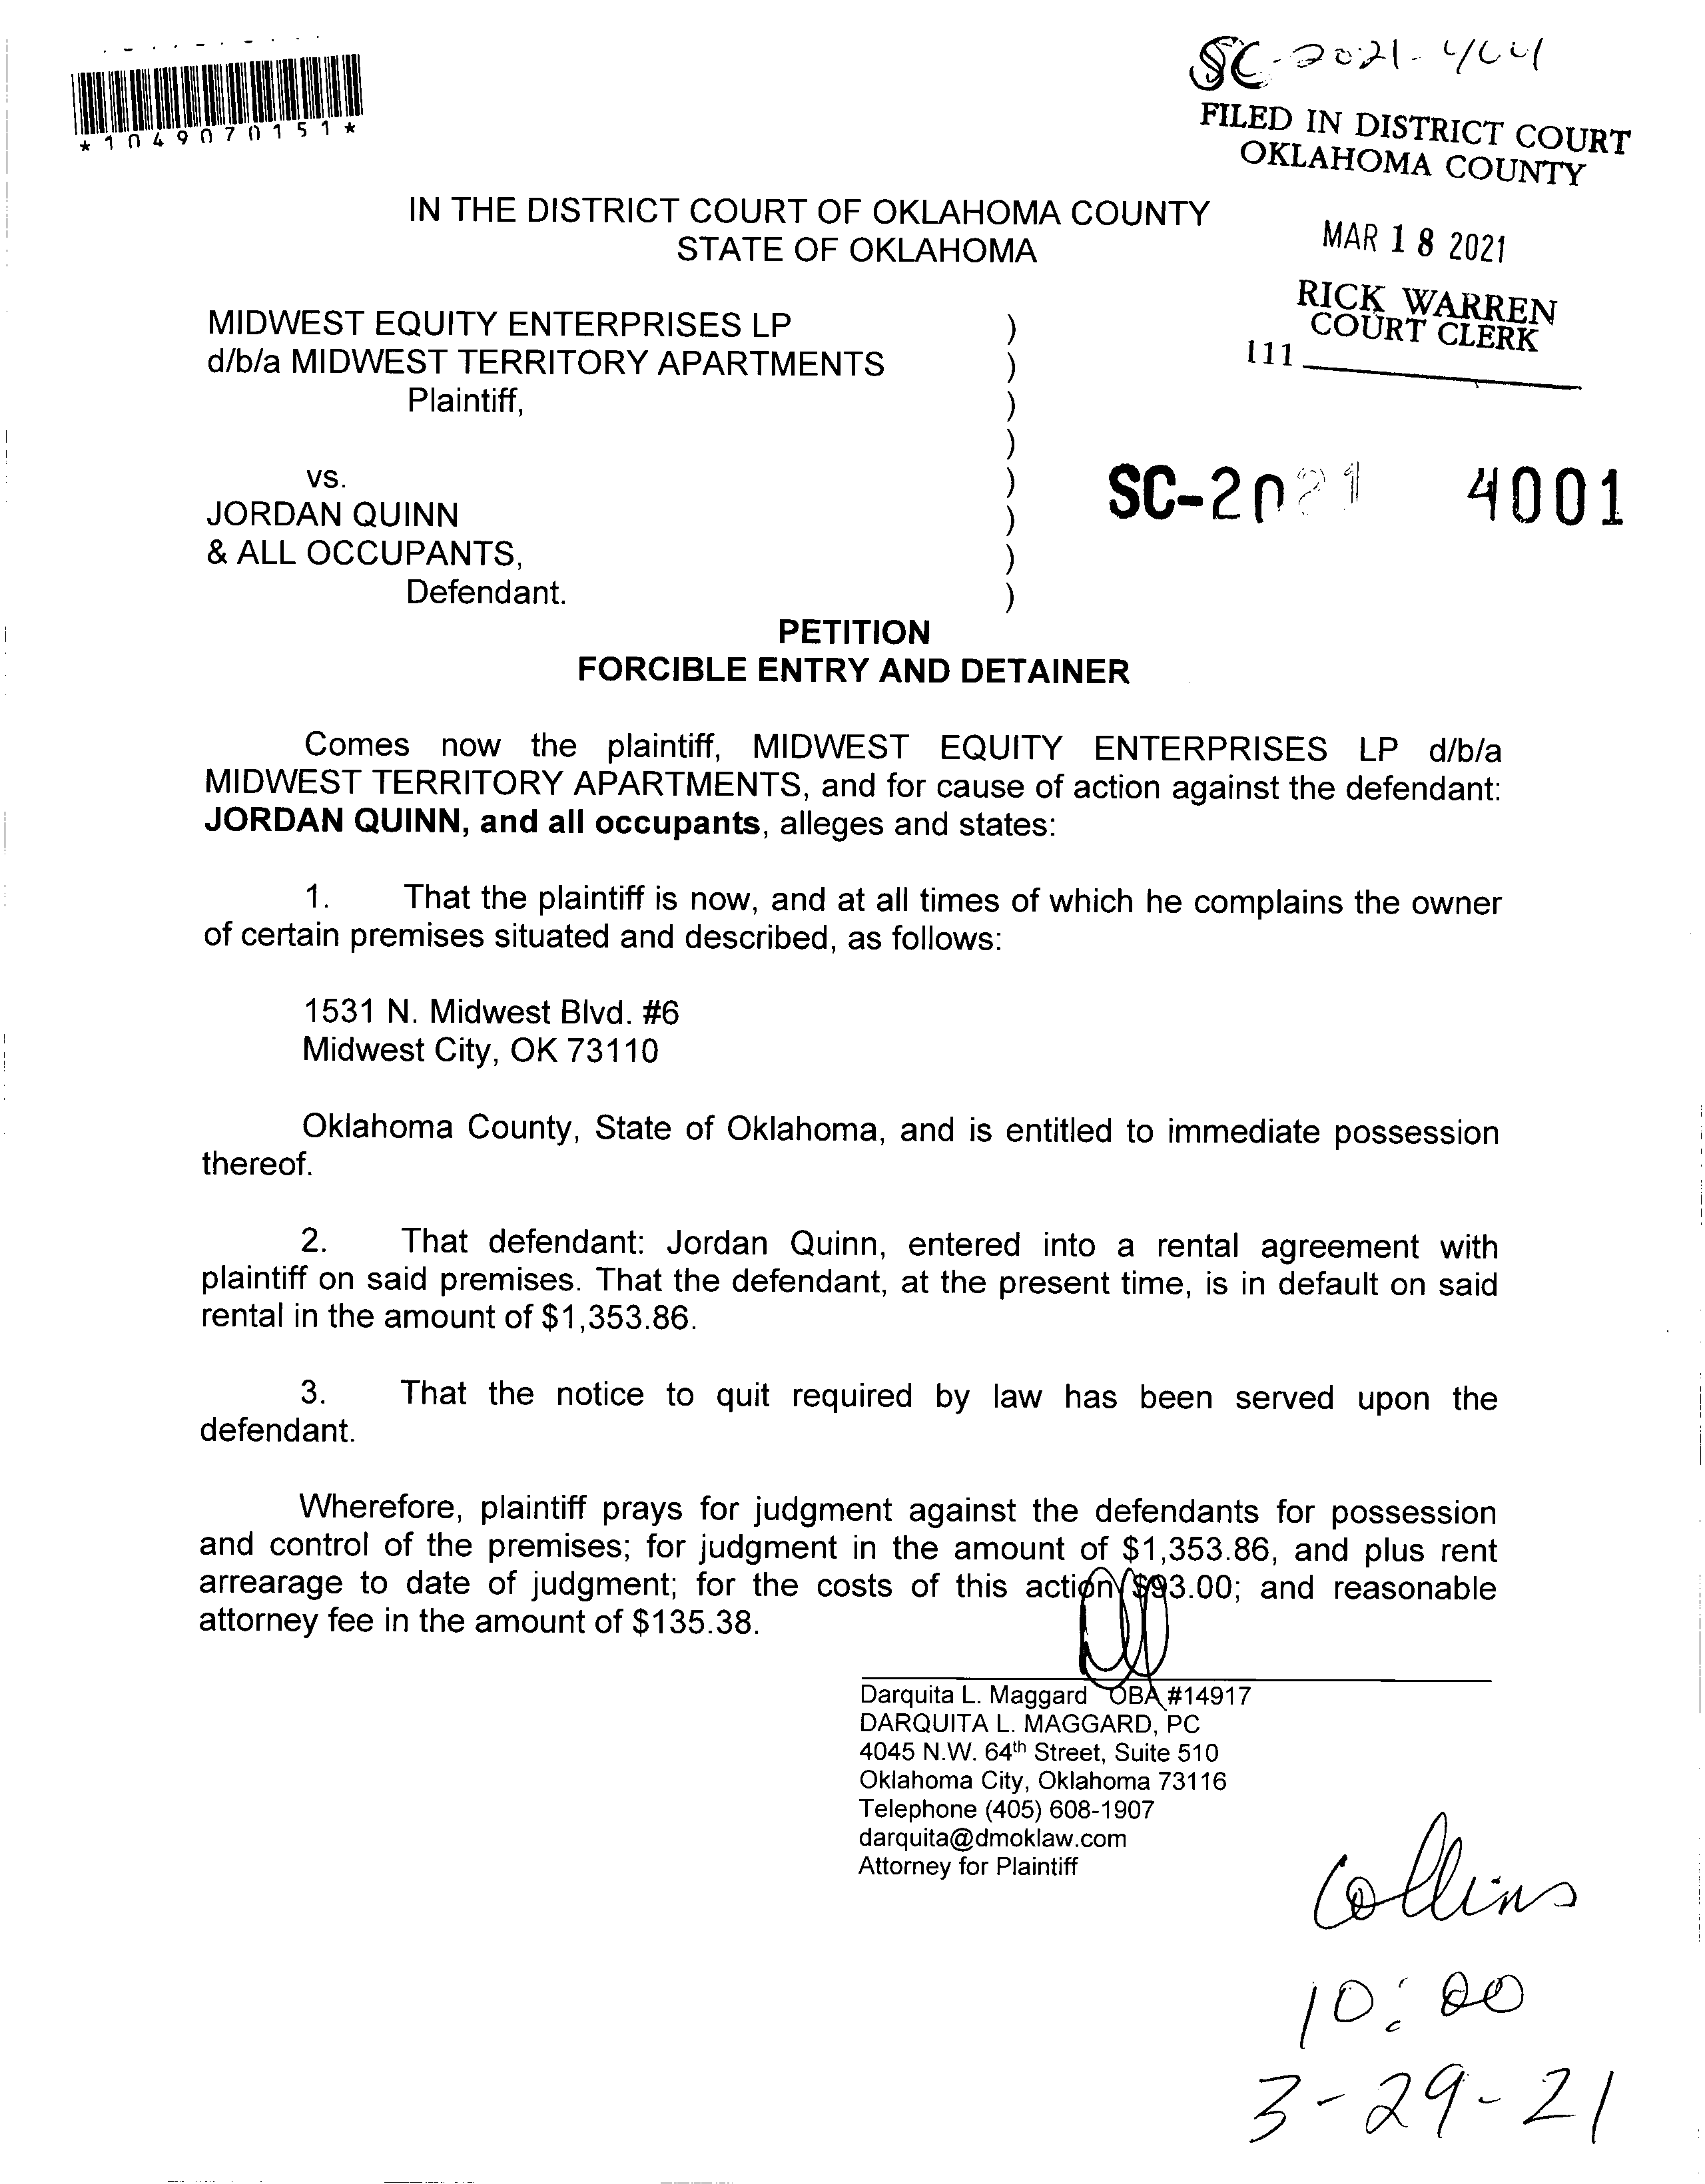 *1049070151*
SC-2021-
FILED IN DISTRICT COURT
OKLAHOMA COUNTY
MAR 18 2021
RICK WARREN
COURT CLERK
111
IN THE DISTRICT COURT OF OKLAHOMA COUNTY
STATE OF OKLAHOMA
MIDWEST EQUITY ENTERPRISES LP )
d/b/a MIDWEST TERRITORY APARTMENTS )
Plaintiff, )
)
vs. )
JORDAN QUINN )
& ALL OCCUPANTS, )
Defendant. )
SC-2021 4001
PETITION
FORCIBLE ENTRY AND DETAINER
Comes now the plaintiff, MIDWEST EQUITY ENTERPRISES LP d/b/a
MIDWEST TERRITORY APARTMENTS, and for cause of action against the defendant:
JORDAN QUINN, and all occupants, alleges and states:
1. That the plaintiff is now, and at all times of which he complains the owner
of certain premises situated and described, as follows:
1531 N. Midwest Blvd. #6
Midwest City, OK 73110
Oklahoma County, State of Oklahoma, and is entitled to immediate possession
thereof.
2. That defendant: Jordan Quinn, entered into a rental agreement with
plaintiff on said premises. That the defendant, at the present time, is in default on said
rental in the amount of $1,353.86.
3. That the notice to quit required by law has been served upon the
defendant.
Wherefore, plaintiff prays for judgment against the defendants for possession
and control of the premises; for judgment in the amount of $1,353.86, and plus rent
arrearage to date of judgment; for the costs of this action $93.00; and reasonable
attorney fee in the amount of $135.38.
Darquita L. Maggard OBA #14917
DARQUITA L. MAGGARD, PC
4045 N.W. 64th Street, Suite 510
Oklahoma City, Oklahoma 73116
Telephone (405) 608-1907
darquita@dmoklaw.com
Attorney for Plaintiff
Collins
10:00
3-29-21